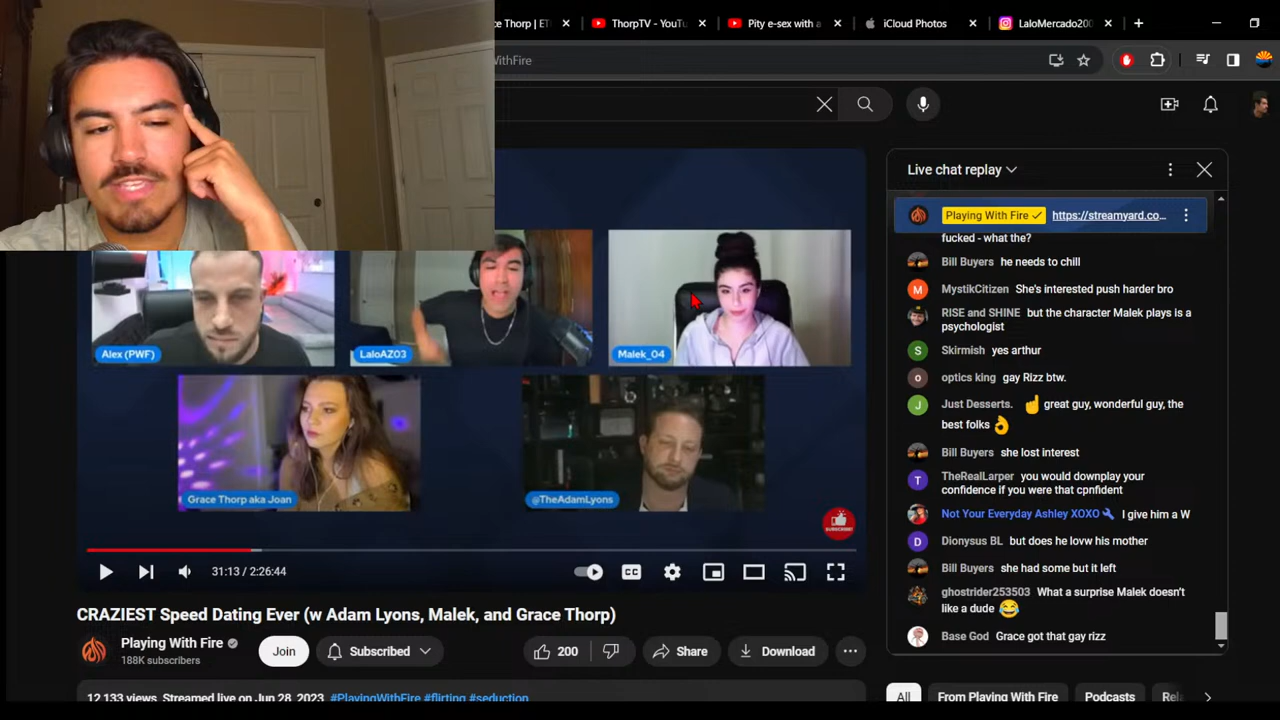 ce Thorp | ET
ThorpTV - YouTu
Pity e-sex with a
iCloud Photos
LaloMercado200
WithFire
Live chat replay
Playing With Fire https://streamyard.co...
fucked - what the?
Bill Buyers he needs to chill
MystikCitizen She's interested push harder bro
RISE and SHINE but the character Malek plays is a
psychologist
Skirmish yes arthur
optics king gay Rizz btw.
Just Desserts. ☝ great guy, wonderful guy, the
best folks 👌
Bill Buyers she lost interest
TheRealLarper you would downplay your
confidence if you were that cpnfident
Not Your Everyday Ashley XOXO I give him a W
Dionysus BL but does he lovw his mother
Bill Buyers she had some but it left
ghostrider253503 What a surprise Malek doesn't
like a dude 😂
Base God Grace got that gay rizz
Alex (PWF)
LaloAZ03
Malek_04
Grace Thorp aka Joan
@TheAdamLyons
SUBSCRIBE!
31:13 / 2:26:44
CC
CRAZIEST Speed Dating Ever (w Adam Lyons, Malek, and Grace Thorp)
Playing With Fire
188K subscribers
Join
Subscribed
200
Share
Download
12,133 views Streamed live on Jun 28, 2023 #PlayingWithFire #flirting #seduction
All
From Playing With Fire
Podcasts
Rel